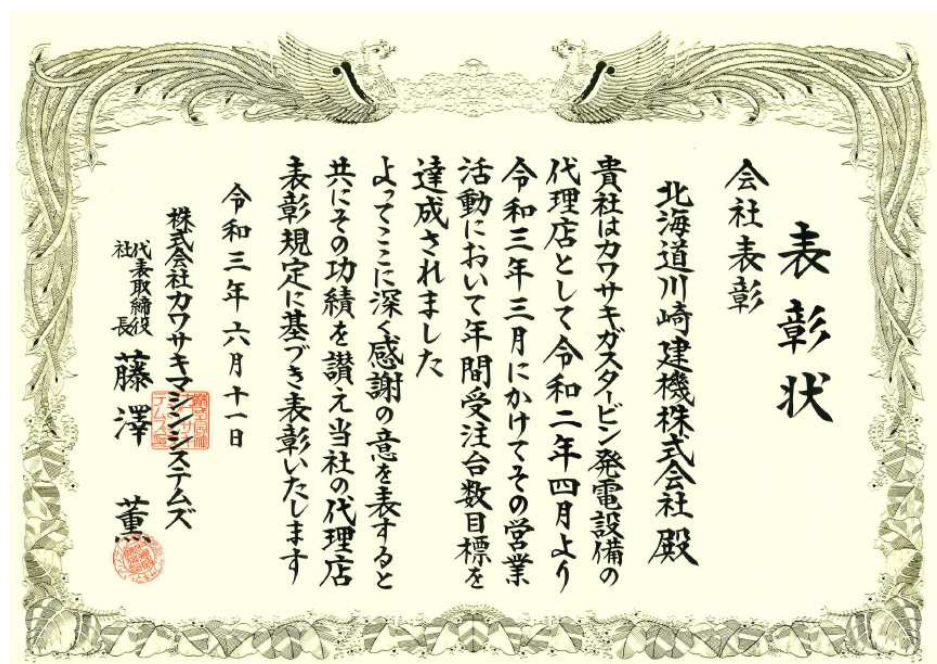 表彰状
会社表彰
北海道川崎建機株式会社 殿
貴社はカワサキガスタービン発電設備の
代理店として令和二年四月より
令和三年三月にかけてその営業
活動において年間受注台数目標を
達成されました
よってここに深く感謝の意を表すると
共にその功績を讃え当社の代理店
表彰規定に基づき表彰いたします
令和三年六月十一日
株式会社カワサキマシンシステムズ
代表取締役
社長
藤澤 薫